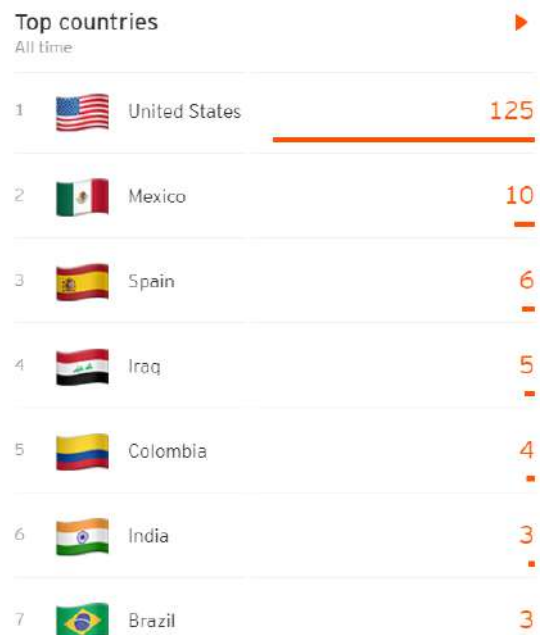 Top countries
All time
1 United States 125
2 Mexico 10
3 Spain 6
4 Iraq 5
5 Colombia 4
6 India 3
7 Brazil 3